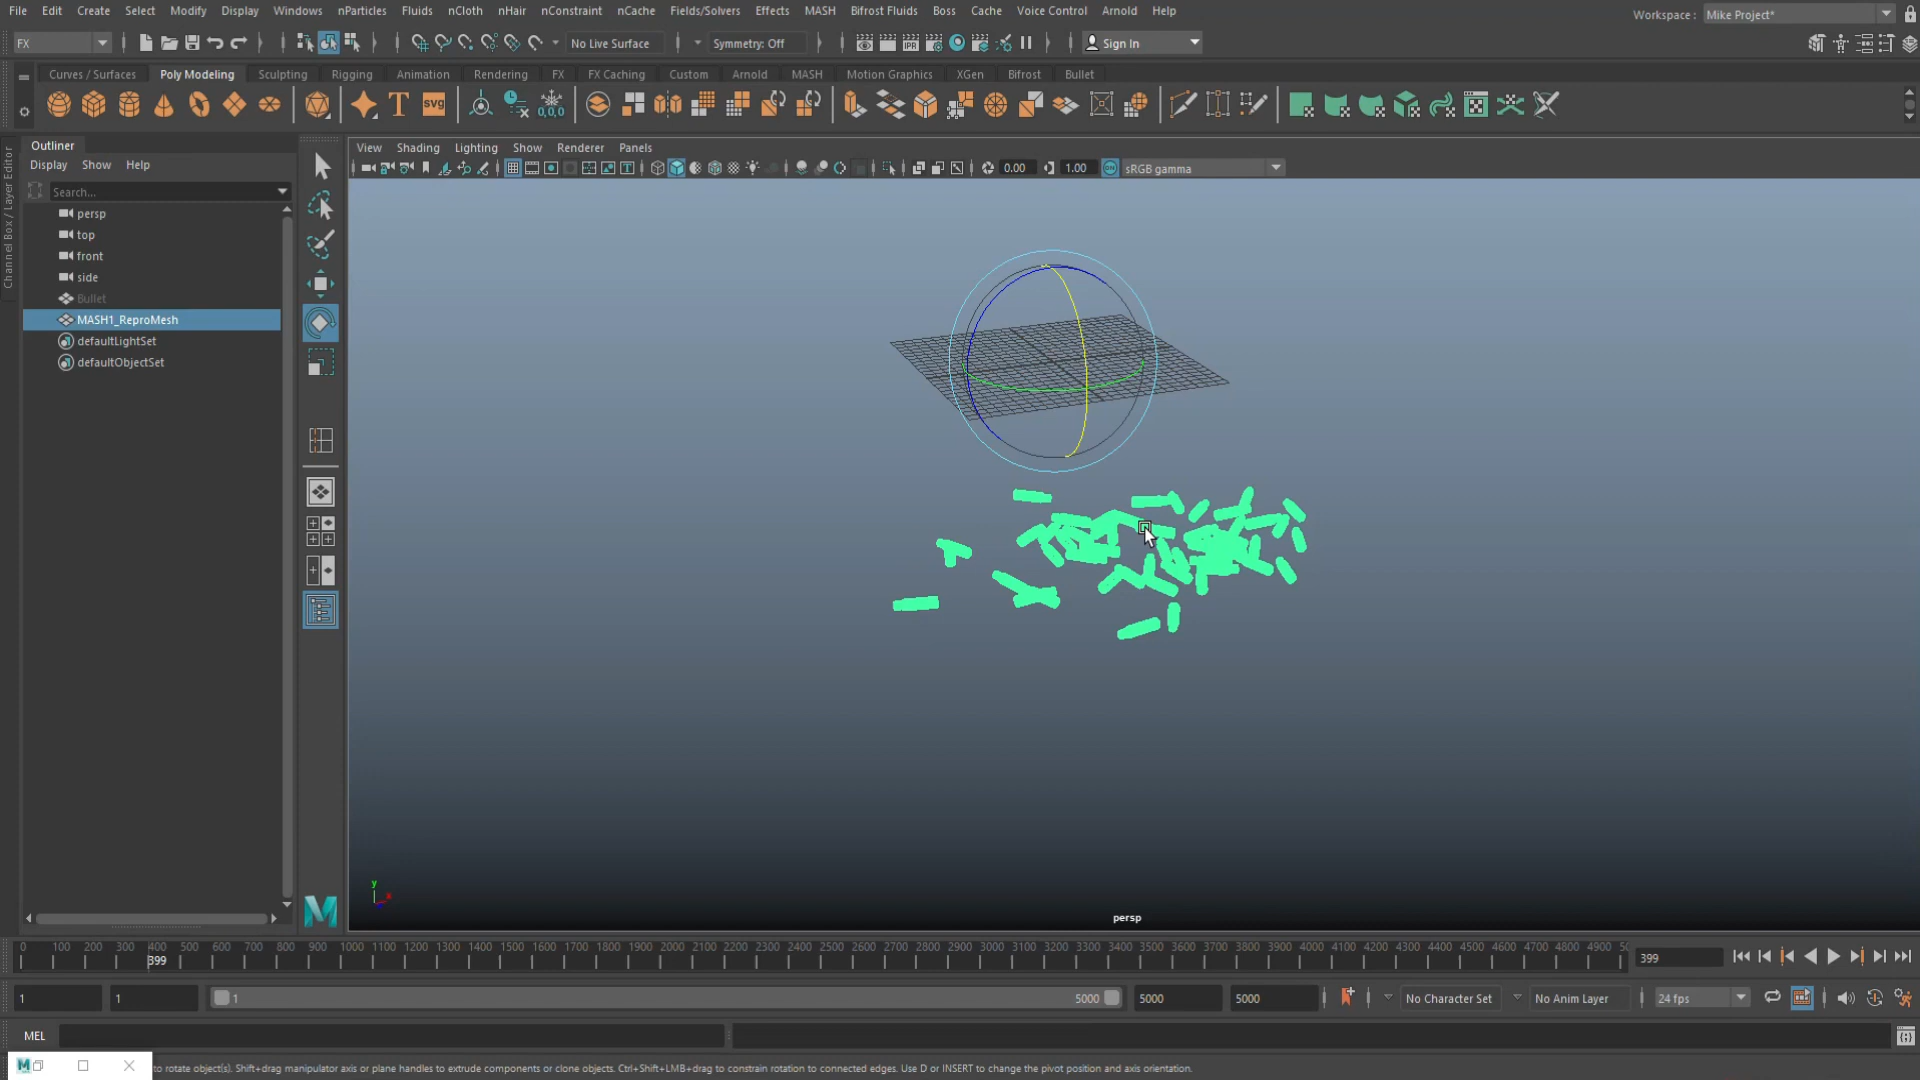 File Edit Create Select Modify Display Windows nParticles Fluids nCloth nHair nConstraint nCache Fields/Solvers Effects MASH Bifrost Fluids Boss Cache Voice Control Arnold Help Workspace : Mike Project*
FX No Live Surface Symmetry: Off IPR Sign In
Curves / Surfaces Poly Modeling Sculpting Rigging Animation Rendering FX FX Caching Custom Arnold MASH Motion Graphics XGen Bifrost Bullet
T svg 0,0,0
Outliner
Display Show Help
Search...
persp
top
front
side
Bullet
MASH1_ReproMesh
defaultLightSet
defaultObjectSet
Channel Box / Layer Editor
View Shading Lighting Show Renderer Panels
0.00 1.00 sRGB gamma
y
x
persp
0 100 200 300 400 500 600 700 800 900 1000 1100 1200 1300 1400 1500 1600 1700 1800 1900 2000 2100 2200 2300 2400 2500 2600 2700 2800 2900 3000 3100 3200 3300 3400 3500 3600 3700 3800 3900 4000 4100 4200 4300 4400 4500 4600 4700 4800 4900
399
399
1 1 1 5000 5000 5000 No Character Set No Anim Layer 24 fps
MEL
to rotate object(s). Shift+drag manipulator axis or plane handles to extrude components or clone objects. Ctrl+Shift+LMB+drag to constrain rotation to connected edges. Use D or INSERT to change the pivot position and axis orientation.